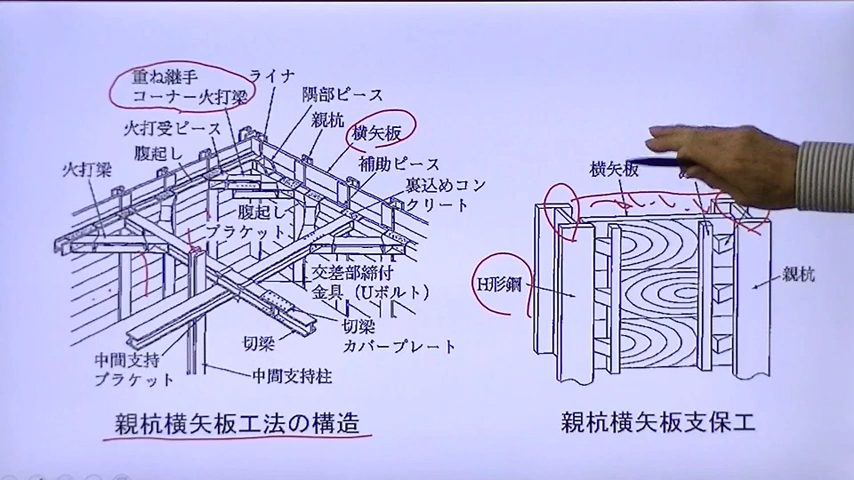 重ね継手
コーナー火打梁
ライナ
隅部ピース
親杭
横矢板
火打受ピース
腹起し
火打梁
補助ピース
裏込めコン
クリート
腹起し
ブラケット
交差部締付
金具（Uボルト）
切梁
切梁
カバープレート
中間支持
ブラケット
中間支持柱
親杭横矢板工法の構造
横矢板
H形鋼
親杭
親杭横矢板支保工